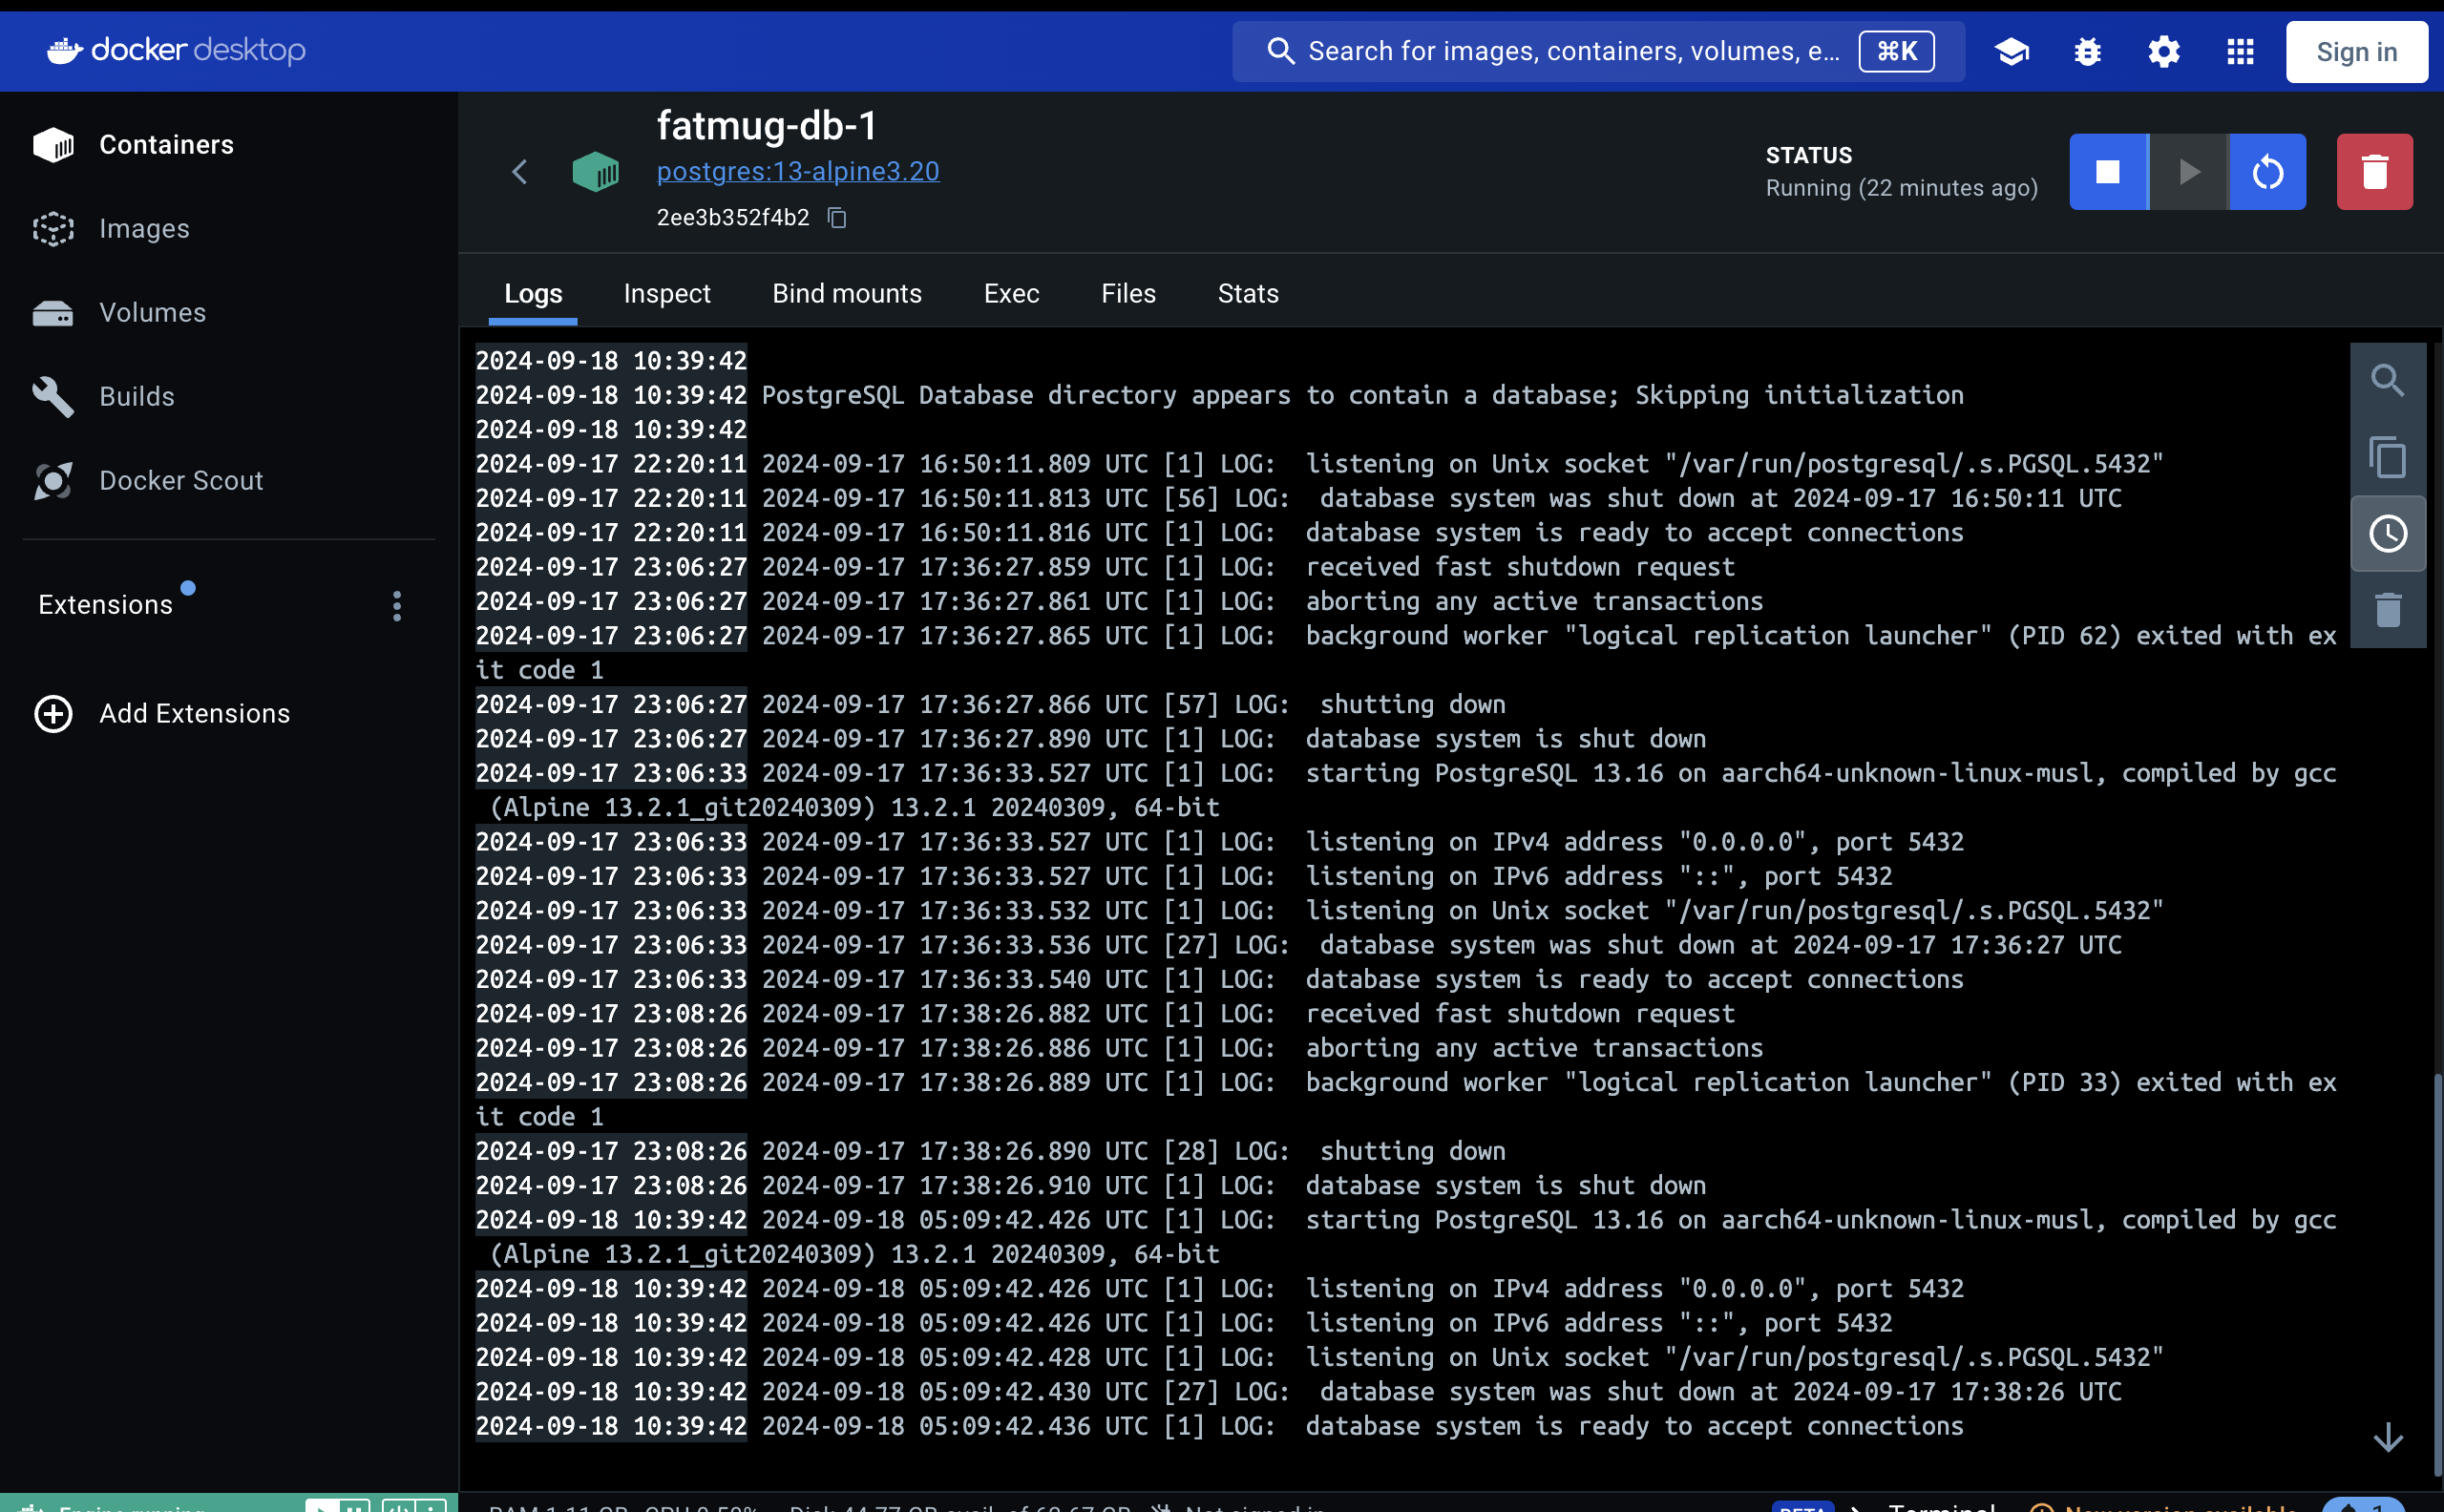 docker desktop
Search for images, containers, volumes, e...
⌘K
Sign in
Containers
Images
Volumes
Builds
Docker Scout
Extensions
Add Extensions
fatmug-db-1
postgres:13-alpine3.20
2ee3b352f4b2
STATUS
Running (22 minutes ago)
Logs Inspect Bind mounts Exec Files Stats
2024-09-18 10:39:42
2024-09-18 10:39:42 PostgreSQL Database directory appears to contain a database; Skipping initialization
2024-09-18 10:39:42
2024-09-17 22:20:11 2024-09-17 16:50:11.809 UTC [1] LOG:  listening on Unix socket "/var/run/postgresql/.s.PGSQL.5432"
2024-09-17 22:20:11 2024-09-17 16:50:11.813 UTC [56] LOG:  database system was shut down at 2024-09-17 16:50:11 UTC
2024-09-17 22:20:11 2024-09-17 16:50:11.816 UTC [1] LOG:  database system is ready to accept connections
2024-09-17 23:06:27 2024-09-17 17:36:27.859 UTC [1] LOG:  received fast shutdown request
2024-09-17 23:06:27 2024-09-17 17:36:27.861 UTC [1] LOG:  aborting any active transactions
2024-09-17 23:06:27 2024-09-17 17:36:27.865 UTC [1] LOG:  background worker "logical replication launcher" (PID 62) exited with ex
it code 1
2024-09-17 23:06:27 2024-09-17 17:36:27.866 UTC [57] LOG:  shutting down
2024-09-17 23:06:27 2024-09-17 17:36:27.890 UTC [1] LOG:  database system is shut down
2024-09-17 23:06:33 2024-09-17 17:36:33.527 UTC [1] LOG:  starting PostgreSQL 13.16 on aarch64-unknown-linux-musl, compiled by gcc
(Alpine 13.2.1_git20240309) 13.2.1 20240309, 64-bit
2024-09-17 23:06:33 2024-09-17 17:36:33.527 UTC [1] LOG:  listening on IPv4 address "0.0.0.0", port 5432
2024-09-17 23:06:33 2024-09-17 17:36:33.527 UTC [1] LOG:  listening on IPv6 address "::", port 5432
2024-09-17 23:06:33 2024-09-17 17:36:33.532 UTC [1] LOG:  listening on Unix socket "/var/run/postgresql/.s.PGSQL.5432"
2024-09-17 23:06:33 2024-09-17 17:36:33.536 UTC [27] LOG:  database system was shut down at 2024-09-17 17:36:27 UTC
2024-09-17 23:06:33 2024-09-17 17:36:33.540 UTC [1] LOG:  database system is ready to accept connections
2024-09-17 23:08:26 2024-09-17 17:38:26.882 UTC [1] LOG:  received fast shutdown request
2024-09-17 23:08:26 2024-09-17 17:38:26.886 UTC [1] LOG:  aborting any active transactions
2024-09-17 23:08:26 2024-09-17 17:38:26.889 UTC [1] LOG:  background worker "logical replication launcher" (PID 33) exited with ex
it code 1
2024-09-17 23:08:26 2024-09-17 17:38:26.890 UTC [28] LOG:  shutting down
2024-09-17 23:08:26 2024-09-17 17:38:26.910 UTC [1] LOG:  database system is shut down
2024-09-18 10:39:42 2024-09-18 05:09:42.426 UTC [1] LOG:  starting PostgreSQL 13.16 on aarch64-unknown-linux-musl, compiled by gcc
(Alpine 13.2.1_git20240309) 13.2.1 20240309, 64-bit
2024-09-18 10:39:42 2024-09-18 05:09:42.426 UTC [1] LOG:  listening on IPv4 address "0.0.0.0", port 5432
2024-09-18 10:39:42 2024-09-18 05:09:42.426 UTC [1] LOG:  listening on IPv6 address "::", port 5432
2024-09-18 10:39:42 2024-09-18 05:09:42.428 UTC [1] LOG:  listening on Unix socket "/var/run/postgresql/.s.PGSQL.5432"
2024-09-18 10:39:42 2024-09-18 05:09:42.430 UTC [27] LOG:  database system was shut down at 2024-09-17 17:38:26 UTC
2024-09-18 10:39:42 2024-09-18 05:09:42.436 UTC [1] LOG:  database system is ready to accept connections
Engine running
RAM 1.11 GB CPU 0.50% Disk 44.77 GB avail. of 62.67 GB Not signed in
BETA Terminal New version available 1